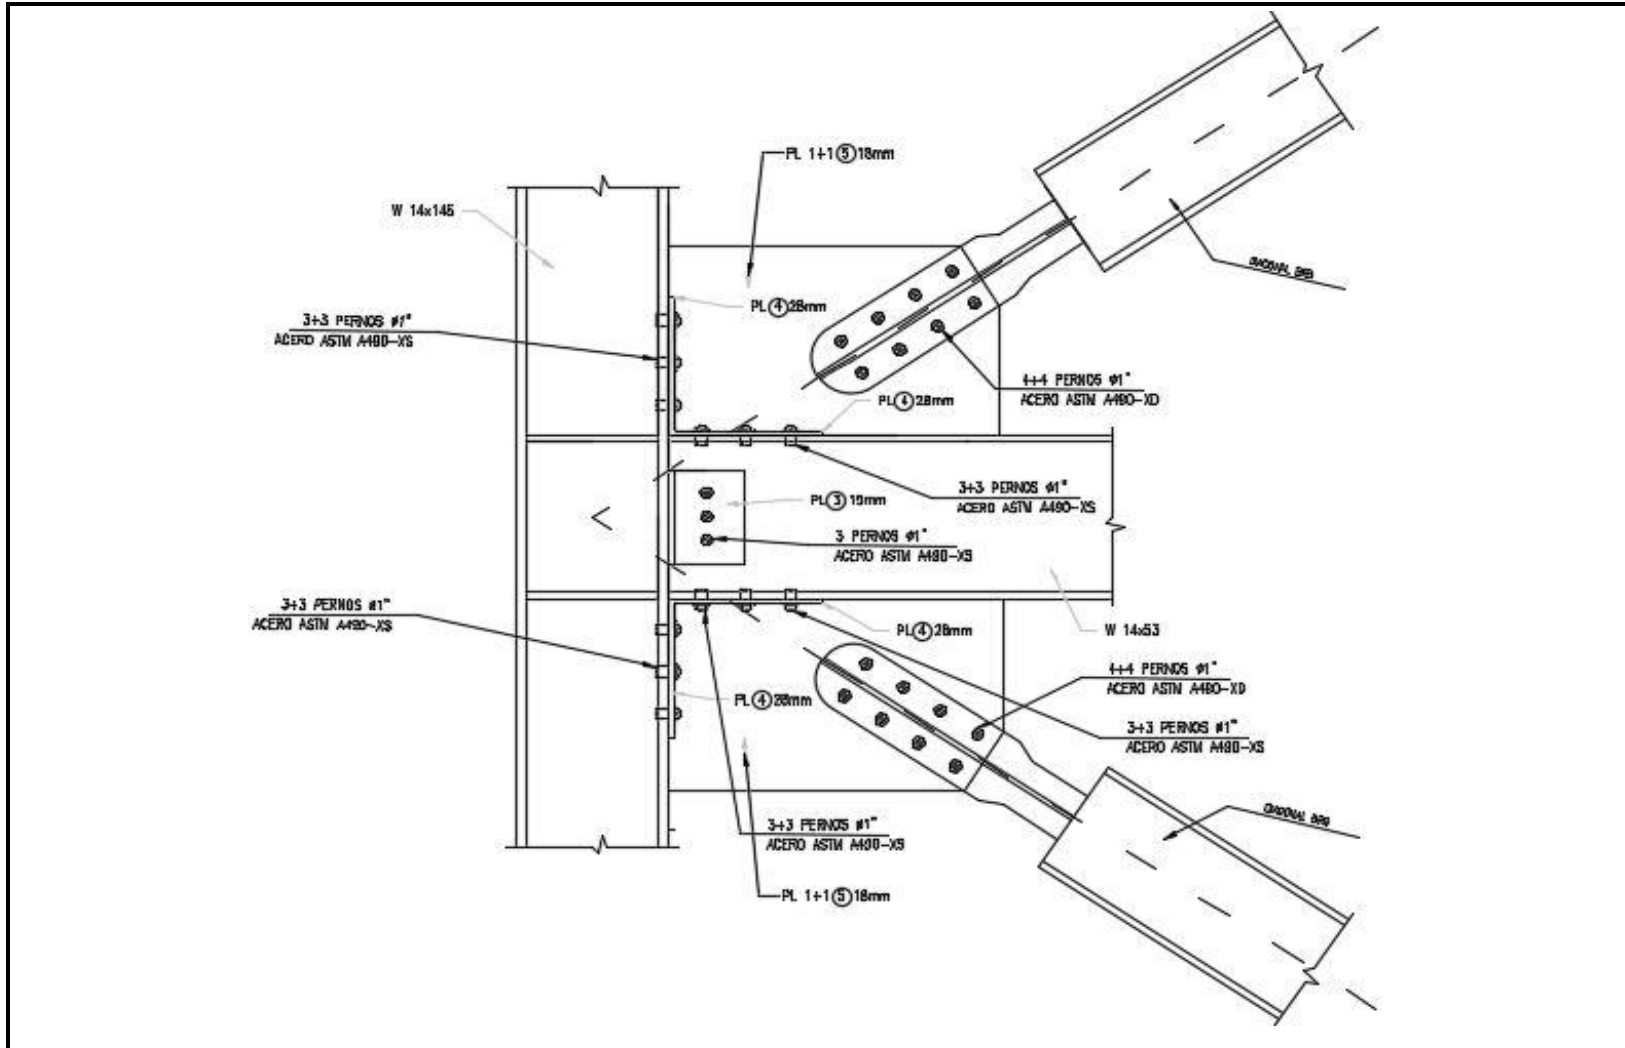 PL 1+1 5 18mm
W 14x145
DIAGONAL BRB
PL 4 28mm
3+3 PERNOS Ø1"
ACERO ASTM A490-XS
4+4 PERNOS Ø1"
ACERO ASTM A490-XD
PL 4 28mm
3+3 PERNOS Ø1"
ACERO ASTM A490-XS
PL 3 19mm
3 PERNOS Ø1"
ACERO ASTM A490-XS
3+3 PERNOS Ø1"
ACERO ASTM A490-XS
PL 4 28mm
W 14x53
4+4 PERNOS Ø1"
ACERO ASTM A490-XD
PL 4 28mm
3+3 PERNOS Ø1"
ACERO ASTM A490-XS
DIAGONAL BRB
3+3 PERNOS Ø1"
ACERO ASTM A490-XS
PL 1+1 5 18mm